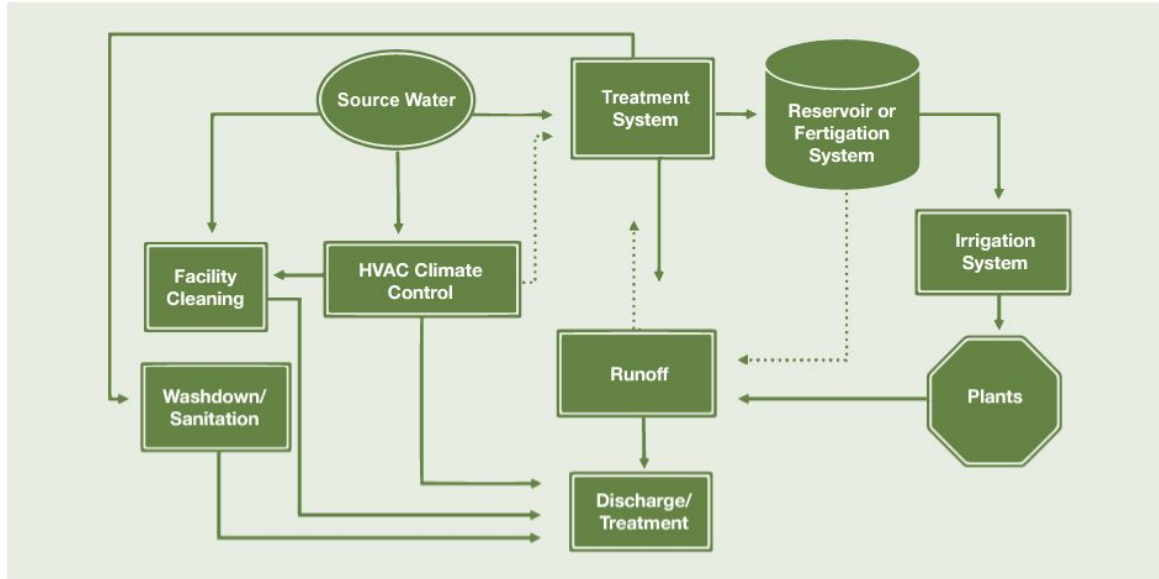 Source Water
Treatment
System
Reservoir or
Fertigation
System
Facility
Cleaning
HVAC Climate
Control
Irrigation
System
Washdown/
Sanitation
Runoff
Plants
Discharge/
Treatment